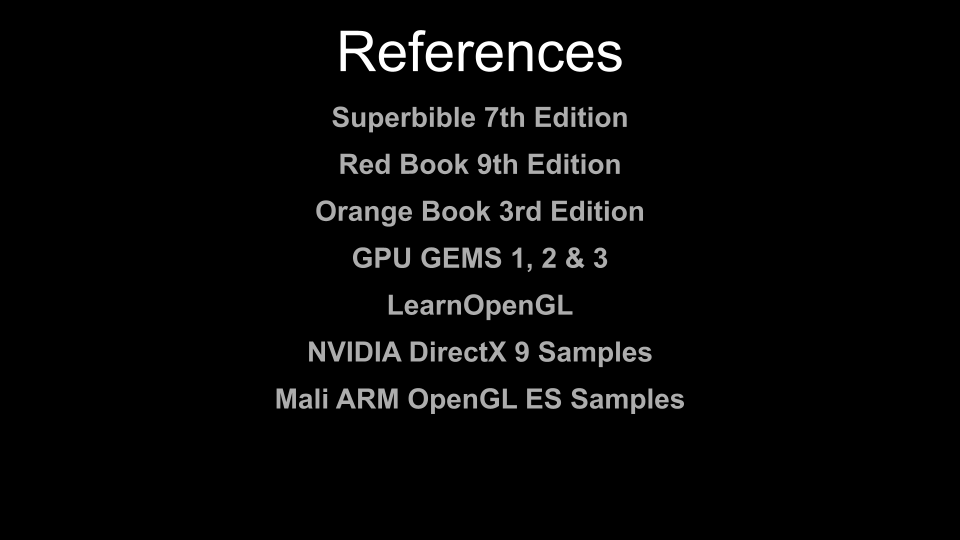 References
Superbible 7th Edition
Red Book 9th Edition
Orange Book 3rd Edition
GPU GEMS 1, 2 & 3
LearnOpenGL
NVIDIA DirectX 9 Samples
Mali ARM OpenGL ES Samples